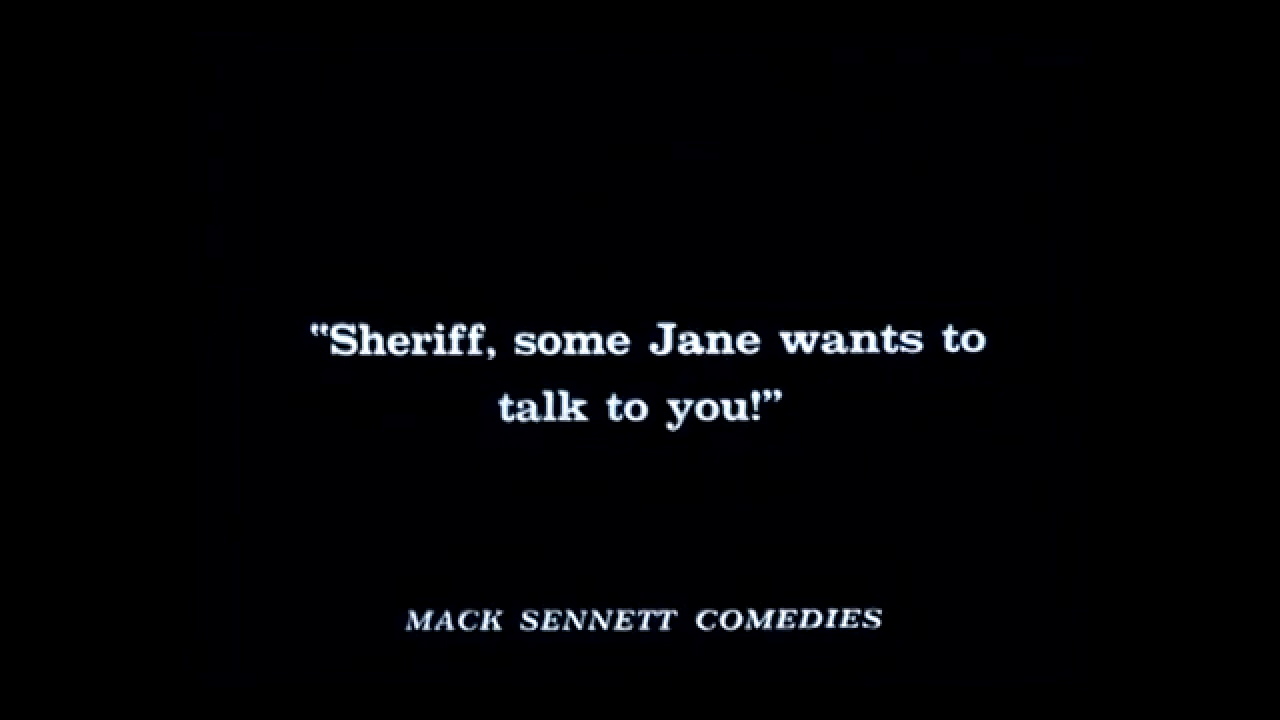 "Sheriff, some Jane wants to
talk to you!”
MACK SENNETT COMEDIES